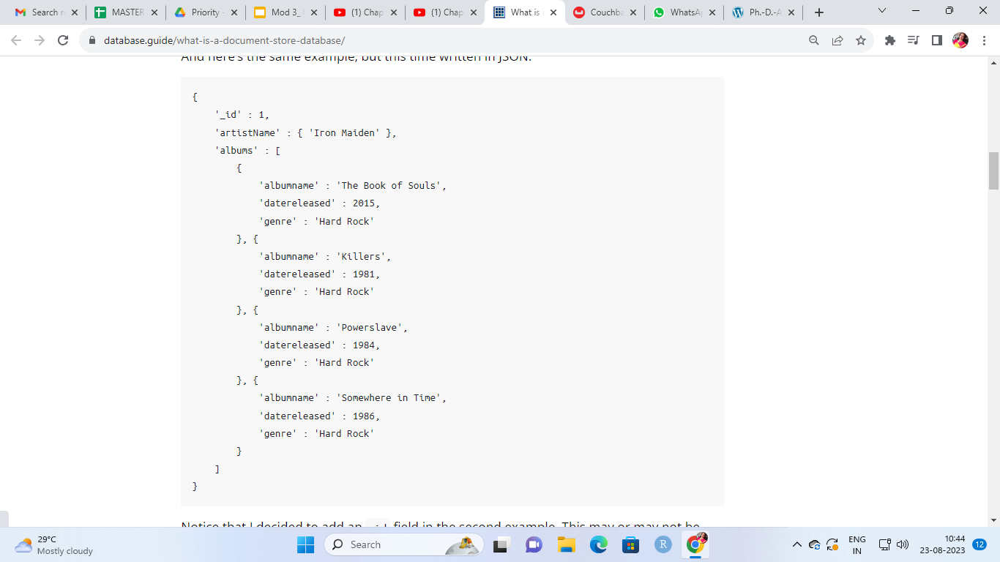 Search r
MASTER
Priority -
Mod 3_
(1) Chap
(1) Chap
What is
Couchba
WhatsA
Ph.-D.-A
database.guide/what-is-a-document-store-database/
And here's the same example, but this time written in JSON:
{
'_id' : 1,
'artistName' : { 'Iron Maiden' },
'albums' : [
{
'albumname' : 'The Book of Souls',
'datereleased' : 2015,
'genre' : 'Hard Rock'
}, {
'albumname' : 'Killers',
'datereleased' : 1981,
'genre' : 'Hard Rock'
}, {
'albumname' : 'Powerslave',
'datereleased' : 1984,
'genre' : 'Hard Rock'
}, {
'albumname' : 'Somewhere in Time',
'datereleased' : 1986,
'genre' : 'Hard Rock'
}
]
}
Notice that I decided to add an field in the second example. This may or may not be
29°C
Mostly cloudy
Search
R
ENG
IN
10:44
23-08-2023
12